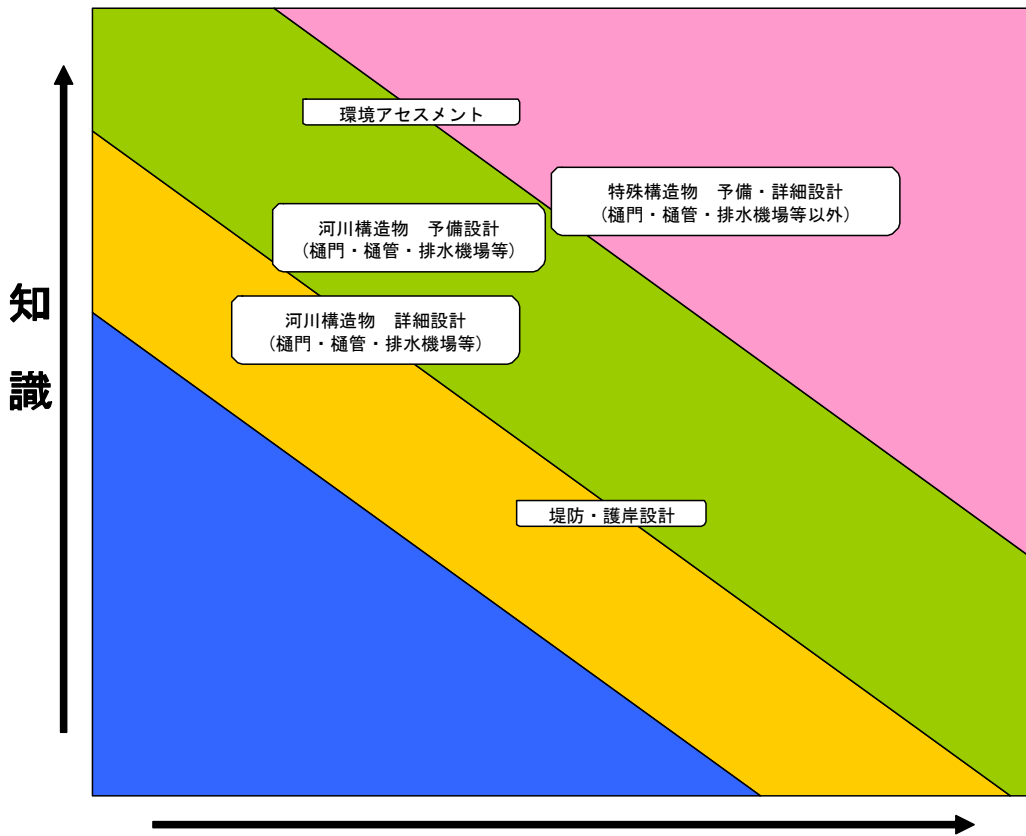 環境アセスメント
特殊構造物　予備・詳細設計
(樋門・樋管・排水機場等以外)
河川構造物　予備設計
(樋門・樋管・排水機場等)
知識
河川構造物　詳細設計
(樋門・樋管・排水機場等)
堤防・護岸設計